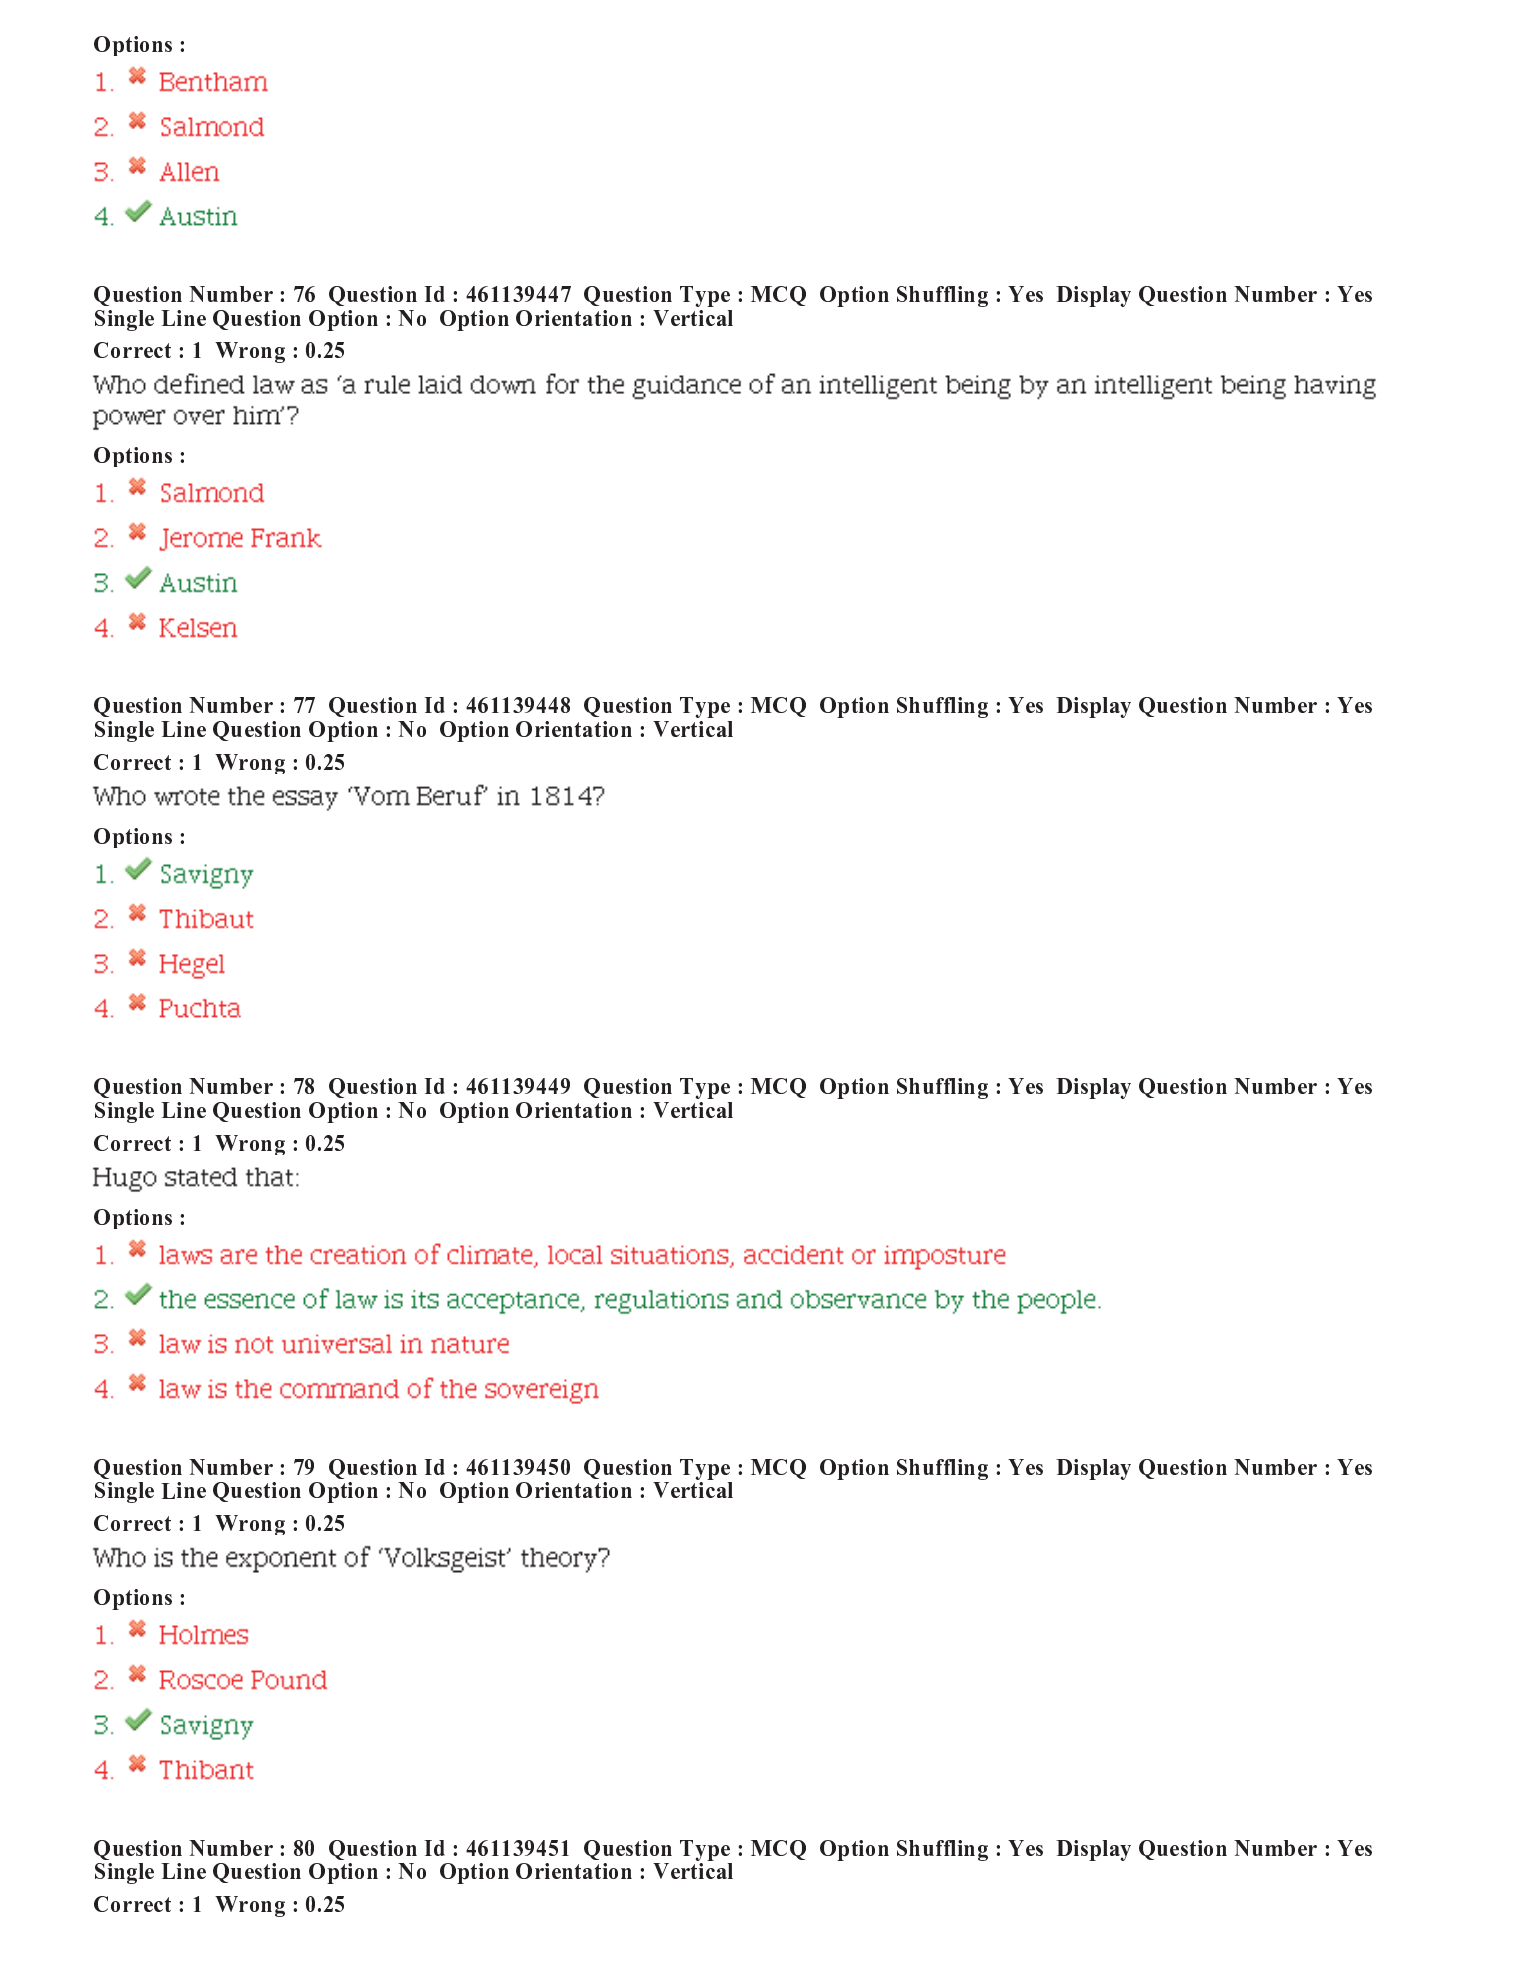 Options :
1. ✖ Bentham
2. ✖ Salmond
3. ✖ Allen
4. ✔ Austin
Question Number : 76 Question Id : 461139447 Question Type : MCQ Option Shuffling : Yes Display Question Number : Yes
Single Line Question Option : No Option Orientation : Vertical
Correct : 1 Wrong : 0.25
Who defined law as ‘a rule laid down for the guidance of an intelligent being by an intelligent being having
power over him’?
Options :
1. ✖ Salmond
2. ✖ Jerome Frank
3. ✔ Austin
4. ✖ Kelsen
Question Number : 77 Question Id : 461139448 Question Type : MCQ Option Shuffling : Yes Display Question Number : Yes
Single Line Question Option : No Option Orientation : Vertical
Correct : 1 Wrong : 0.25
Who wrote the essay ‘Vom Beruf’ in 1814?
Options :
1. ✔ Savigny
2. ✖ Thibaut
3. ✖ Hegel
4. ✖ Puchta
Question Number : 78 Question Id : 461139449 Question Type : MCQ Option Shuffling : Yes Display Question Number : Yes
Single Line Question Option : No Option Orientation : Vertical
Correct : 1 Wrong : 0.25
Hugo stated that:
Options :
1. ✖ laws are the creation of climate, local situations, accident or imposture
2. ✔ the essence of law is its acceptance, regulations and observance by the people.
3. ✖ law is not universal in nature
4. ✖ law is the command of the sovereign
Question Number : 79 Question Id : 461139450 Question Type : MCQ Option Shuffling : Yes Display Question Number : Yes
Single Line Question Option : No Option Orientation : Vertical
Correct : 1 Wrong : 0.25
Who is the exponent of ‘Volksgeist’ theory?
Options :
1. ✖ Holmes
2. ✖ Roscoe Pound
3. ✔ Savigny
4. ✖ Thibant
Question Number : 80 Question Id : 461139451 Question Type : MCQ Option Shuffling : Yes Display Question Number : Yes
Single Line Question Option : No Option Orientation : Vertical
Correct : 1 Wrong : 0.25